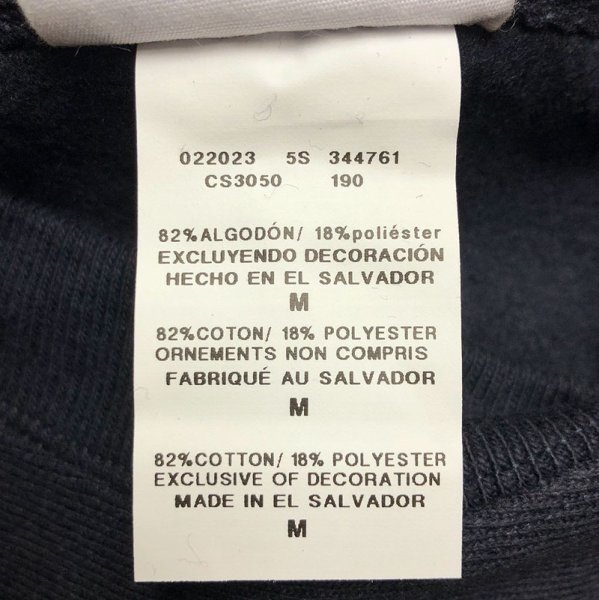 022023 5S 344761
CS3050 190
82%ALGODÓN/ 18%poliéster
EXCLUYENDO DECORACIÓN
HECHO EN EL SALVADOR
M
82%COTON/ 18% POLYESTER
ORNEMENTS NON COMPRIS
FABRIQUÉ AU SALVADOR
M
82%COTTON/ 18% POLYESTER
EXCLUSIVE OF DECORATION
MADE IN EL SALVADOR
M